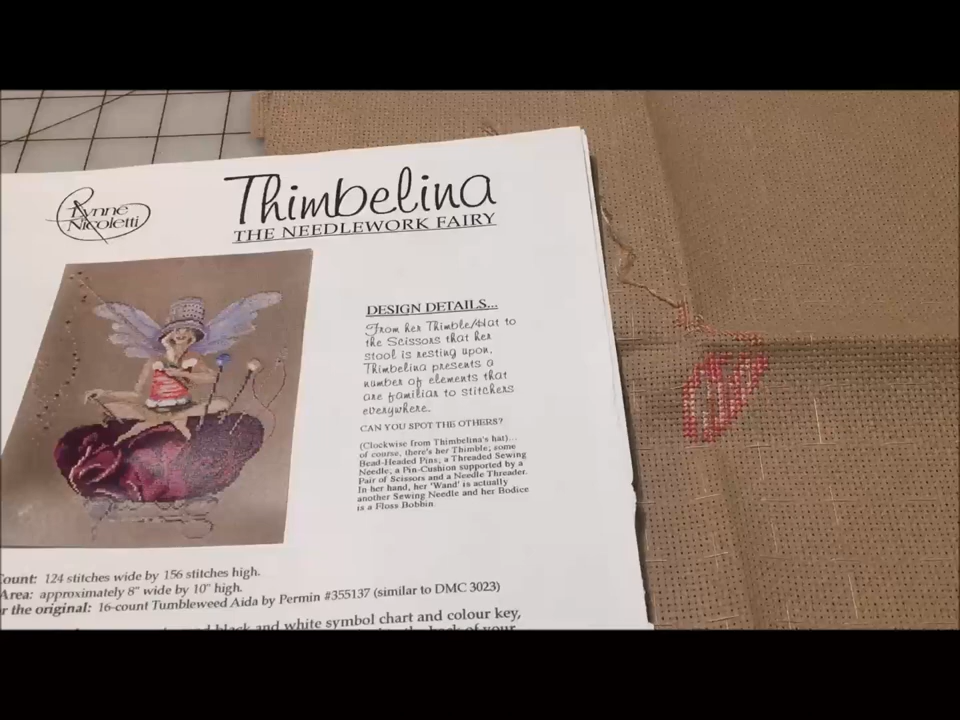 Lynne
Nicoletti
Thimbelina
THE NEEDLEWORK FAIRY
DESIGN DETAILS...
From her Thimble/Hat to
the Scissors that her
stool is resting upon,
Thimbelina presents a
number of elements that
are familiar to stitchers
everywhere.
CAN YOU SPOT THE OTHERS?
(Clockwise from Thimbelina's hat)...
of course, there's her Thimble; some
Bead-Headed Pins; a Threaded Sewing
Needle; a Pin-Cushion supported by a
Pair of Scissors and a Needle Threader.
In her hand, her 'Wand' is actually
another Sewing Needle and her Bodice
is a Floss Bobbin.
Count: 124 stitches wide by 156 stitches high.
Area: approximately 8" wide by 10" high.
r the original: 16-count Tumbleweed Aida by Permin #355137 (similar to DMC 3023)
black and white symbol chart and colour key,
the back of your